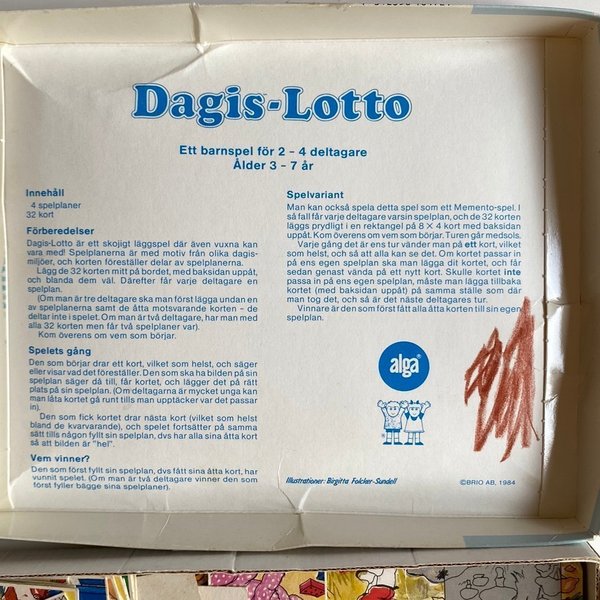 Dagis-Lotto
Ett barnspel för 2 – 4 deltagare
Ålder 3 – 7 år
Innehåll
4 spelplaner
32 kort
Förberedelser
Dagis-Lotto är ett skojigt läggspel där även vuxna kan
vara med! Spelplanerna är med motiv från olika dagis-
miljöer, och korten föreställer delar av spelplanerna.
Lägg de 32 korten mitt på bordet, med baksidan uppåt,
och blanda dem väl. Därefter får varje deltagare en
spelplan.
(Om man är tre deltagare ska man först lägga undan en
av spelplanerna samt de åtta motsvarande korten – de
deltar inte i spelet. Om man är två deltagare, har man med
alla 32 korten men får två spelplaner var).
Kom överens om vem som börjar.
Spelets gång
Den som börjar drar ett kort, vilket som helst, och säger
eller visar vad det föreställer. Den som ska ha bilden på sin
spelplan säger då till, får kortet, och lägger det på rätt
plats på sin spelplan. (Om deltagarna är mycket unga kan
man låta kortet gå runt tills man upptäcker var det passar
in).
Den som fick kortet drar nästa kort (vilket som helst
bland de kvarvarande), och spelet fortsätter på samma
sätt tills någon fyllt sin spelplan, dvs har alla sina åtta kort
så att bilden är "hel".
Vem vinner?
Den som först fyllt sin spelplan, dvs fått sina åtta kort, har
vunnit spelet. (Om man är två deltagare vinner den som
först fyller bägge sina spelplaner).
Spelvariant
Man kan också spela detta spel som ett Memento-spel. I
så fall får varje deltagare varsin spelplan, och de 32 korten
läggs prydligt i en rektangel på 8 × 4 kort med baksidan
uppåt. Kom överens om vem som börjar. Turen går medsols.
Varje gång det är ens tur vänder man på ett kort, vilket
som helst, och så att alla kan se det. Om kortet passar in
på ens egen spelplan ska man lägga dit kortet, och får
sedan genast vända på ett nytt kort. Skulle kortet inte
passa in på ens egen spelplan, måste man lägga tillbaka
kortet (med baksidan uppåt) på samma ställe som där
man tog det, och så är det näste deltagares tur.
Vinnare är den som först fått alla åtta korten till sin egen
spelplan.
alga®
Illustrationer: Birgitta Folcker-Sundell
©BRIO AB, 1984